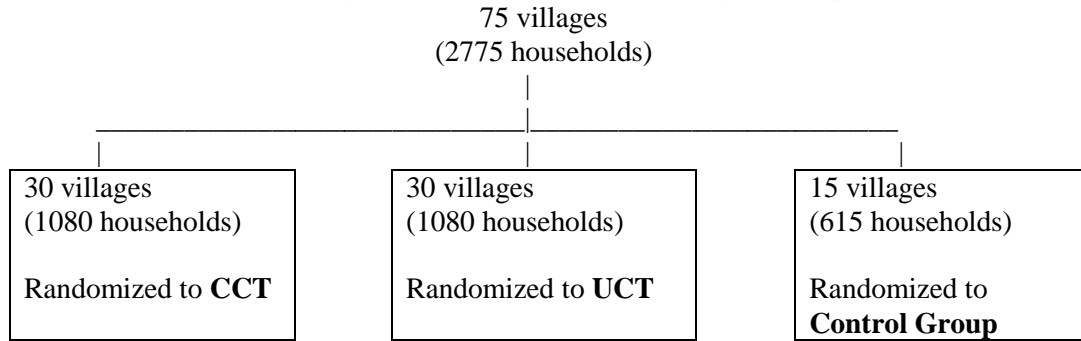 75 villages
(2775 households)
30 villages
(1080 households)
Randomized to CCT
30 villages
(1080 households)
Randomized to UCT
15 villages
(615 households)
Randomized to
Control Group